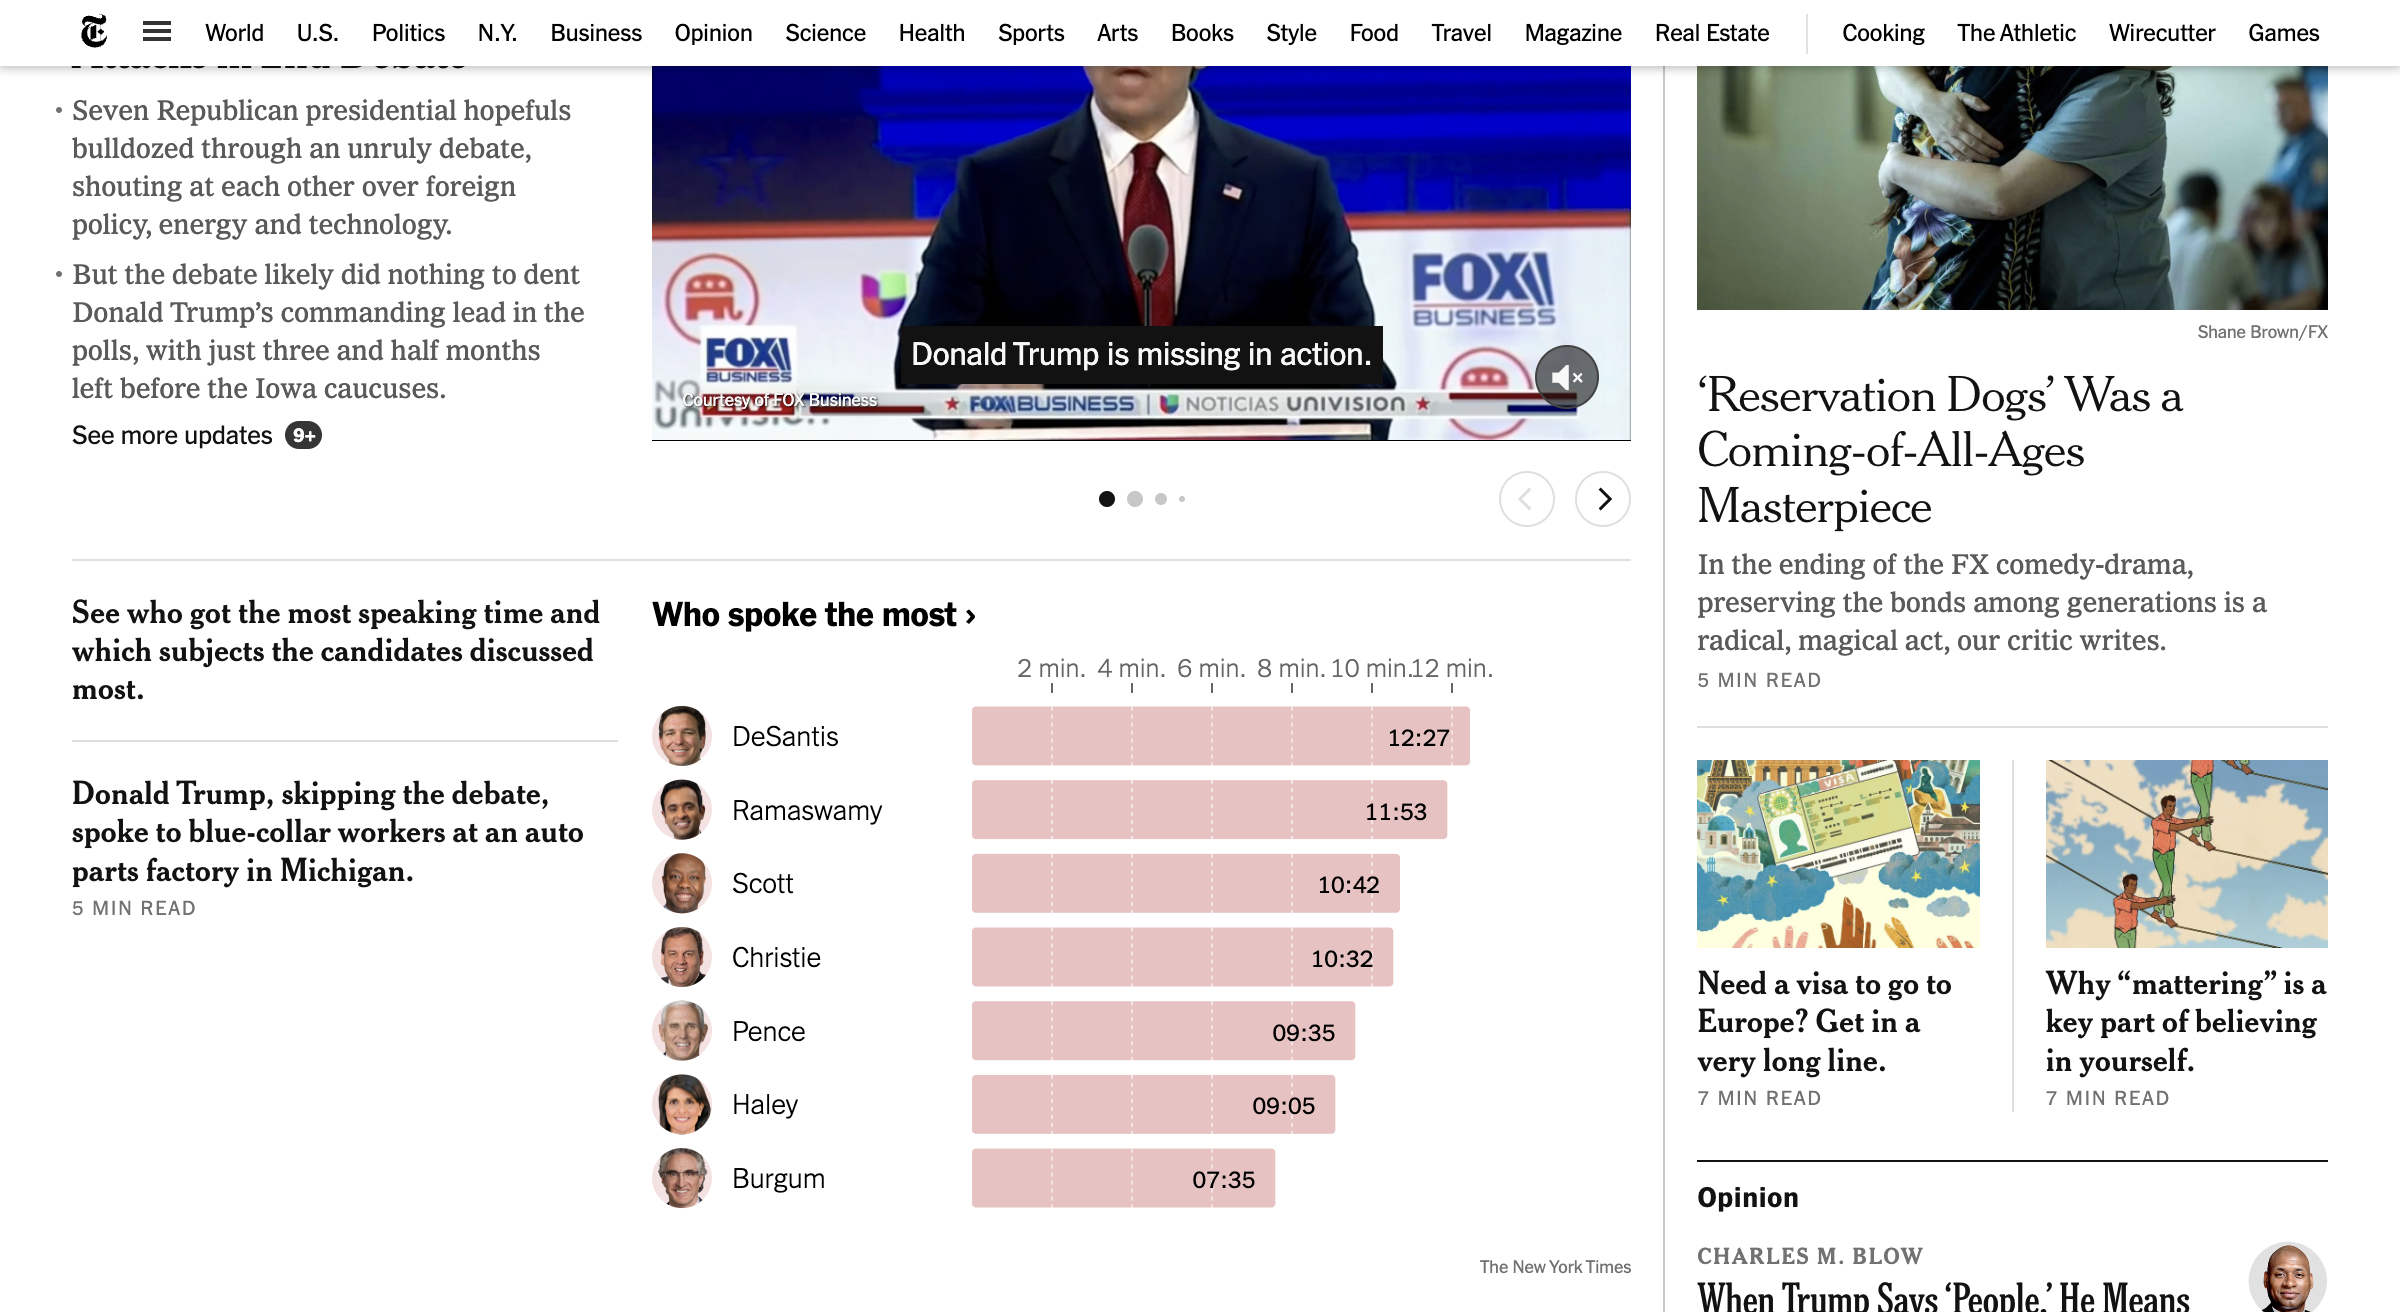 World U.S. Politics N.Y. Business Opinion Science Health Sports Arts Books Style Food Travel Magazine Real Estate Cooking The Athletic Wirecutter Games
Attacks in 2nd Debate
• Seven Republican presidential hopefuls
bulldozed through an unruly debate,
shouting at each other over foreign
policy, energy and technology.
• But the debate likely did nothing to dent
Donald Trump’s commanding lead in the
polls, with just three and half months
left before the Iowa caucuses.
See more updates 9+
FOX
BUSINESS
FOX
BUSINESS
Donald Trump is missing in action.
LIVE
Courtesy of FOX Business
FOX BUSINESS | NOTICIAS UNIVISION
See who got the most speaking time and
which subjects the candidates discussed
most.
Donald Trump, skipping the debate,
spoke to blue-collar workers at an auto
parts factory in Michigan.
5 MIN READ
Who spoke the most ›
2 min. 4 min. 6 min. 8 min. 10 min. 12 min.
DeSantis 12:27
Ramaswamy 11:53
Scott 10:42
Christie 10:32
Pence 09:35
Haley 09:05
Burgum 07:35
The New York Times
Shane Brown/FX
‘Reservation Dogs’ Was a
Coming-of-All-Ages
Masterpiece
In the ending of the FX comedy-drama,
preserving the bonds among generations is a
radical, magical act, our critic writes.
5 MIN READ
VISA
Need a visa to go to
Europe? Get in a
very long line.
7 MIN READ
Why “mattering” is a
key part of believing
in yourself.
7 MIN READ
Opinion
CHARLES M. BLOW
When Trump Says ‘People,’ He Means